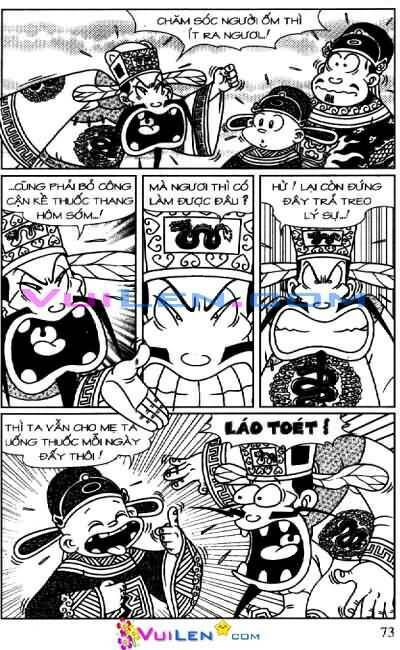 CHĂM SÓC NGƯỜI ỐM THÌ
ÍT RA NGƯƠI..!
...CŨNG PHẢI BỎ CÔNG
CẬN KỀ THUỐC THANG
HÔM SỚM...!
MÀ NGƯƠI THÌ CÓ
LÀM ĐƯỢC ĐÂU?
HỪ! LẠI CÒN ĐỨNG
ĐÂY TRẢ TREO
LÝ SỰ...!
VUILEN.COM
THÌ TA VẪN CHO MẸ TA
UỐNG THUỐC MỖI NGÀY
ĐẤY THÔI!
LÁO TOÉT!
VUILEN.COM
73